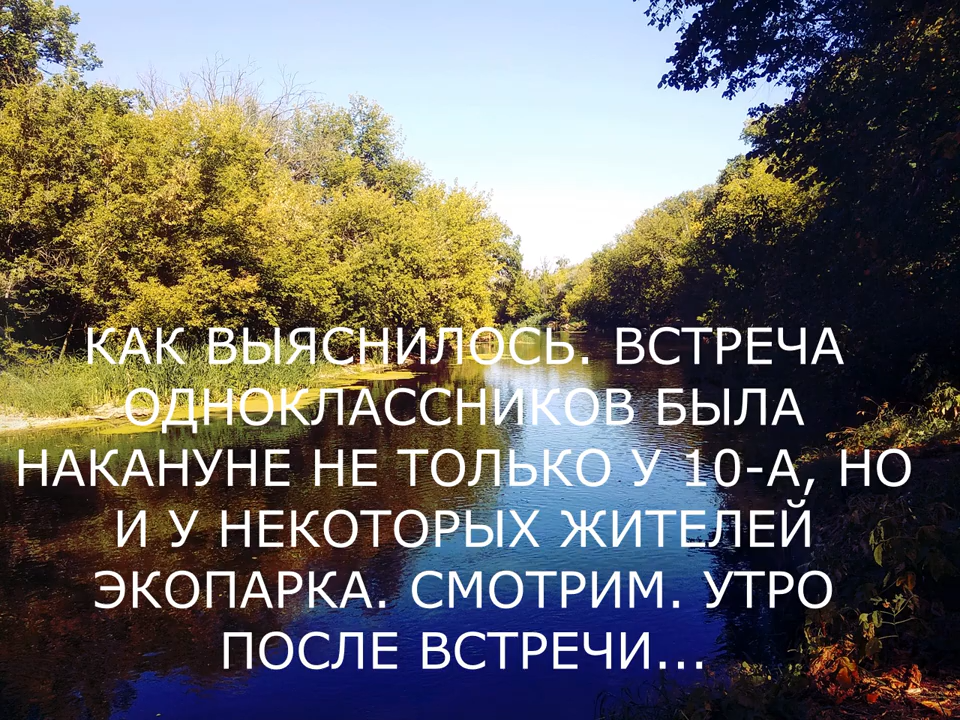 КАК ВЫЯСНИЛОСЬ. ВСТРЕЧА
ОДНОКЛАССНИКОВ БЫЛА
НАКАНУНЕ НЕ ТОЛЬКО У 10-А, НО
И У НЕКОТОРЫХ ЖИТЕЛЕЙ
ЭКОПАРКА. СМОТРИМ. УТРО
ПОСЛЕ ВСТРЕЧИ...